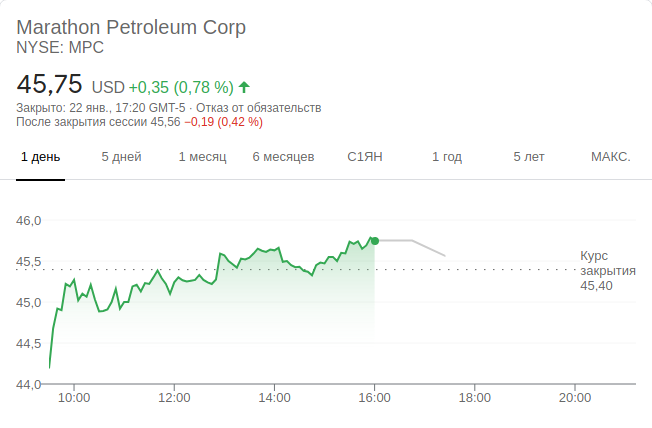 Marathon Petroleum Corp
NYSE: MPC
45,75 USD +0,35 (0,78 %)
Закрыто: 22 янв., 17:20 GMT-5 · Отказ от обязательств
После закрытия сессии 45,56 −0,19 (0,42 %)
1 день 5 дней 1 месяц 6 месяцев С1ЯН 1 год 5 лет МАКС.
46,0
45,5
45,0
44,5
44,0
Курс
закрытия
45,40
10:00 12:00 14:00 16:00 18:00 20:00